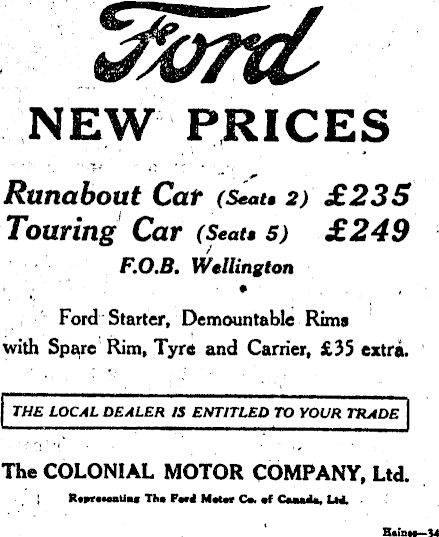 Ford
NEW PRICES
Runabout Car (Seats 2) £235
Touring Car (Seats 5) £249
F.O.B. Wellington
Ford Starter, Demountable Rims
with Spare Rim, Tyre and Carrier, £35 extra.
THE LOCAL DEALER IS ENTITLED TO YOUR TRADE
The COLONIAL MOTOR COMPANY, Ltd.
Representing The Ford Motor Co. of Canada, Ltd.
Haines—34